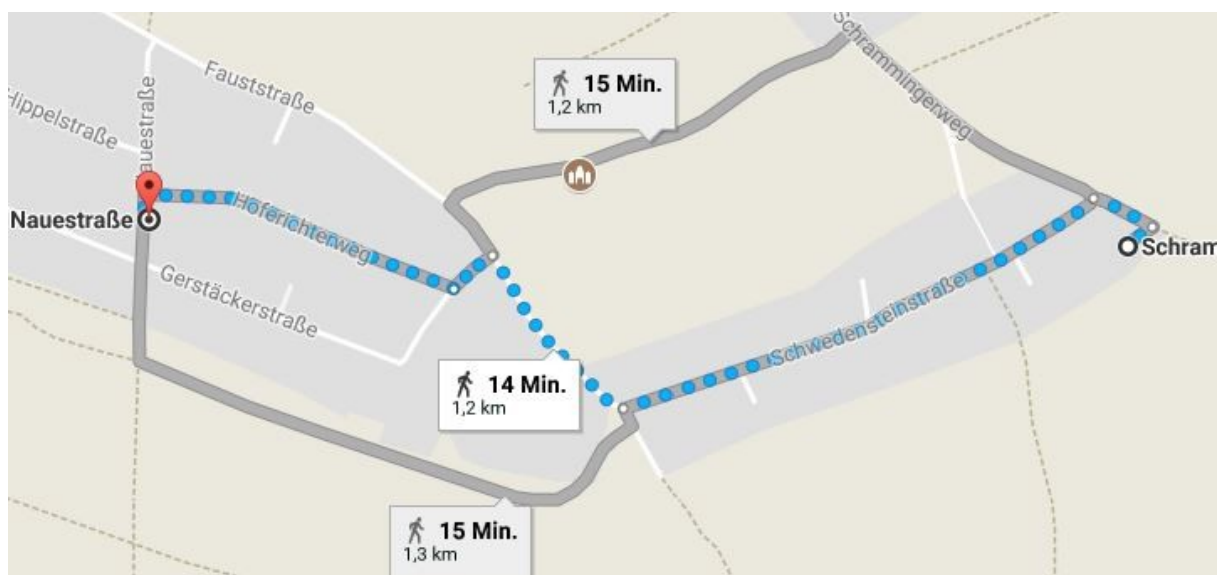 Fauststraße
Hippelstraße
Nauestraße
Schrammingerweg
15 Min.
1,2 km
Nauestraße
Höferichterweg
Schram
Gerstäckerstraße
Schwedensteinstraße
14 Min.
1,2 km
15 Min.
1,3 km